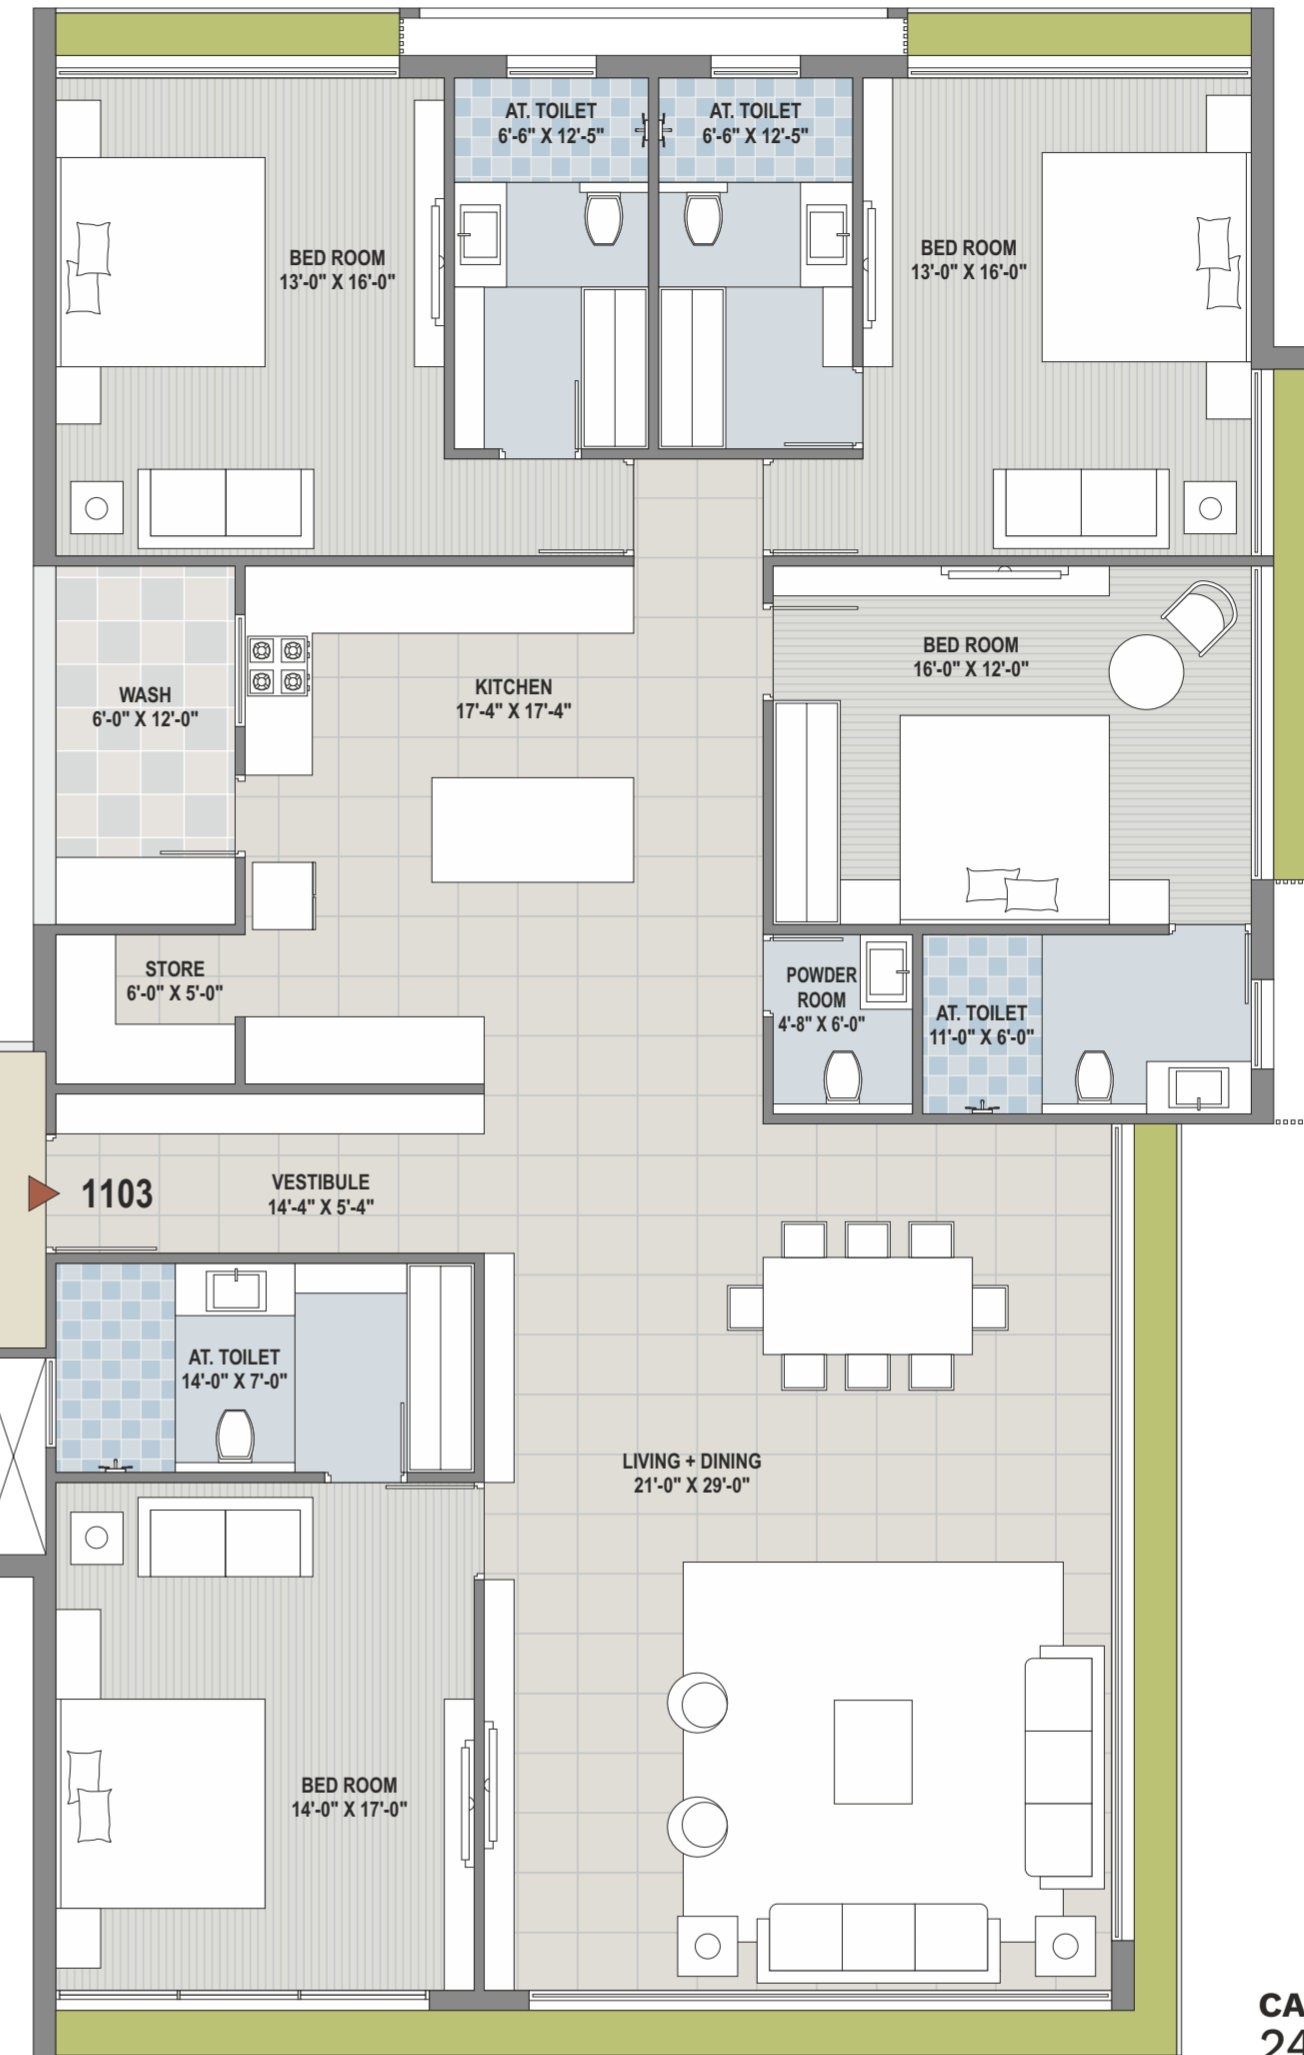 AT. TOILET
6'-6" X 12'-5"
AT. TOILET
6'-6" X 12'-5"
BED ROOM
13'-0" X 16'-0"
BED ROOM
13'-0" X 16'-0"
BED ROOM
16'-0" X 12'-0"
WASH
6'-0" X 12'-0"
KITCHEN
17'-4" X 17'-4"
STORE
6'-0" X 5'-0"
POWDER
ROOM
4'-8" X 6'-0"
AT. TOILET
11'-0" X 6'-0"
1103
VESTIBULE
14'-4" X 5'-4"
AT. TOILET
14'-0" X 7'-0"
LIVING + DINING
21'-0" X 29'-0"
BED ROOM
14'-0" X 17'-0"
CA
24